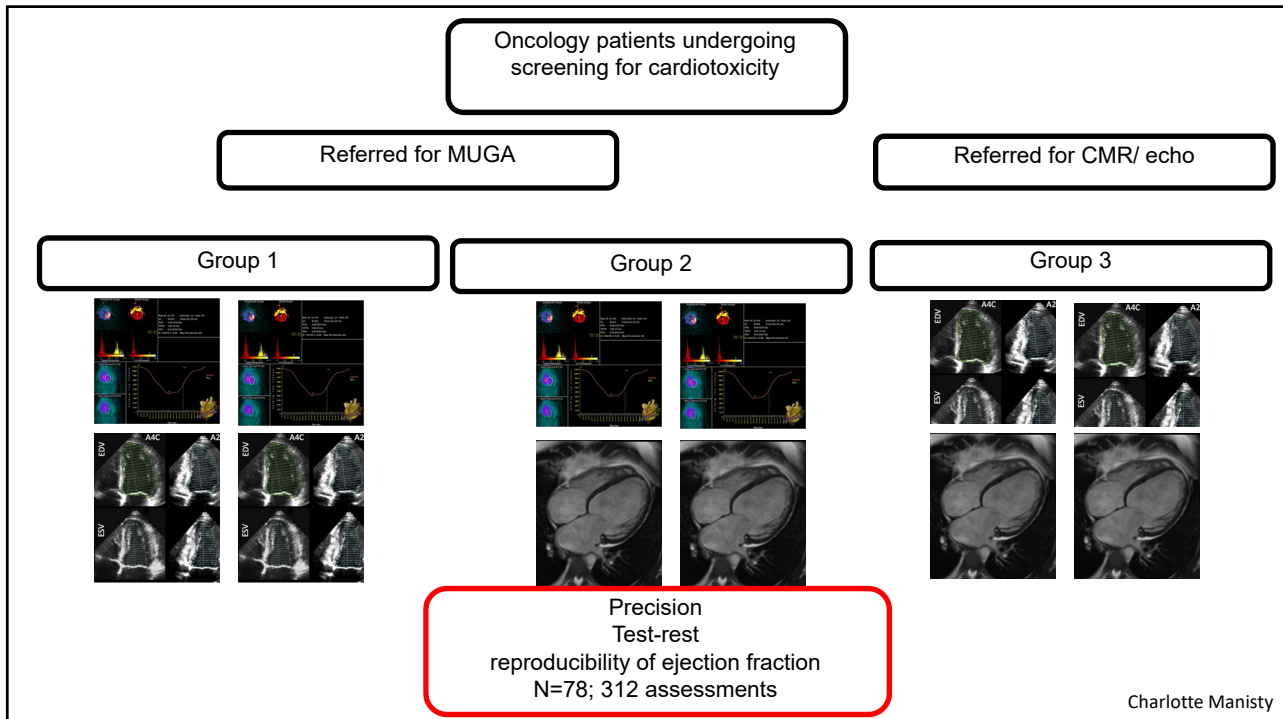 Oncology patients undergoing
screening for cardiotoxicity
Referred for MUGA
Referred for CMR/ echo
Group 1
Group 2
Group 3
A4C
A2
A4C
A2
EDV
EDV
ESV
ESV
A4C
A2
A4C
A2
EDV
EDV
ESV
ESV
Precision
Test-rest
reproducibility of ejection fraction
N=78; 312 assessments
Charlotte Manisty